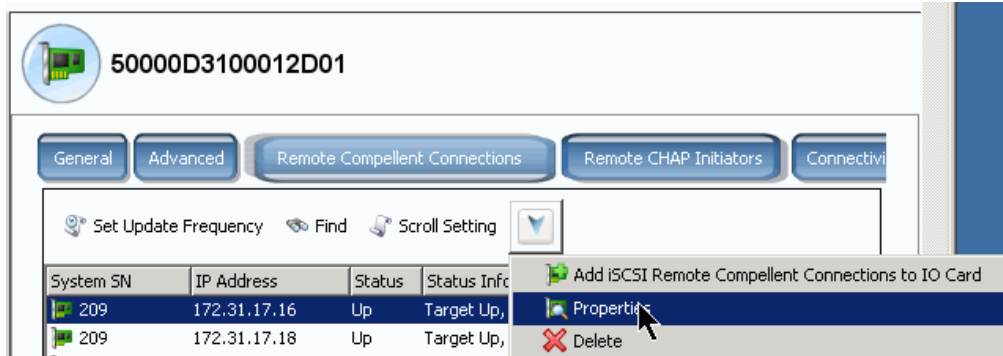 50000D3100012D01
General Advanced Remote Compellent Connections Remote CHAP Initiators
Set Update Frequency Find Scroll Setting
System SN IP Address Status Status
Add iSCSI Remote Compellent Connections to IO Card
209 172.31.17.16 Up Target Up,
Properties
209 172.31.17.18 Up Target Up,
Delete